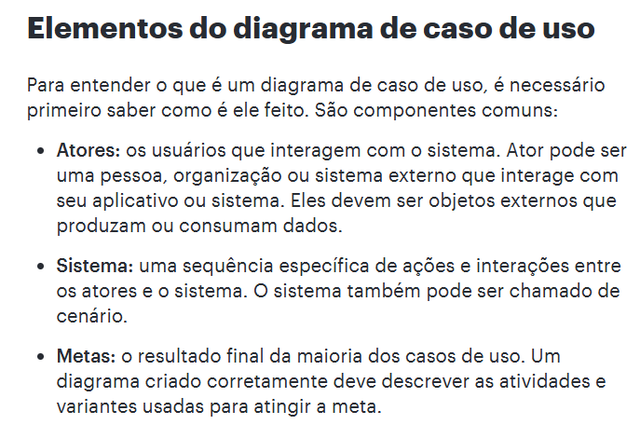 Elementos do diagrama de caso de uso
Para entender o que é um diagrama de caso de uso, é necessário
primeiro saber como é ele feito. São componentes comuns:
• Atores: os usuários que interagem com o sistema. Ator pode ser
uma pessoa, organização ou sistema externo que interage com
seu aplicativo ou sistema. Eles devem ser objetos externos que
produzam ou consumam dados.
• Sistema: uma sequência específica de ações e interações entre
os atores e o sistema. O sistema também pode ser chamado de
cenário.
• Metas: o resultado final da maioria dos casos de uso. Um
diagrama criado corretamente deve descrever as atividades e
variantes usadas para atingir a meta.